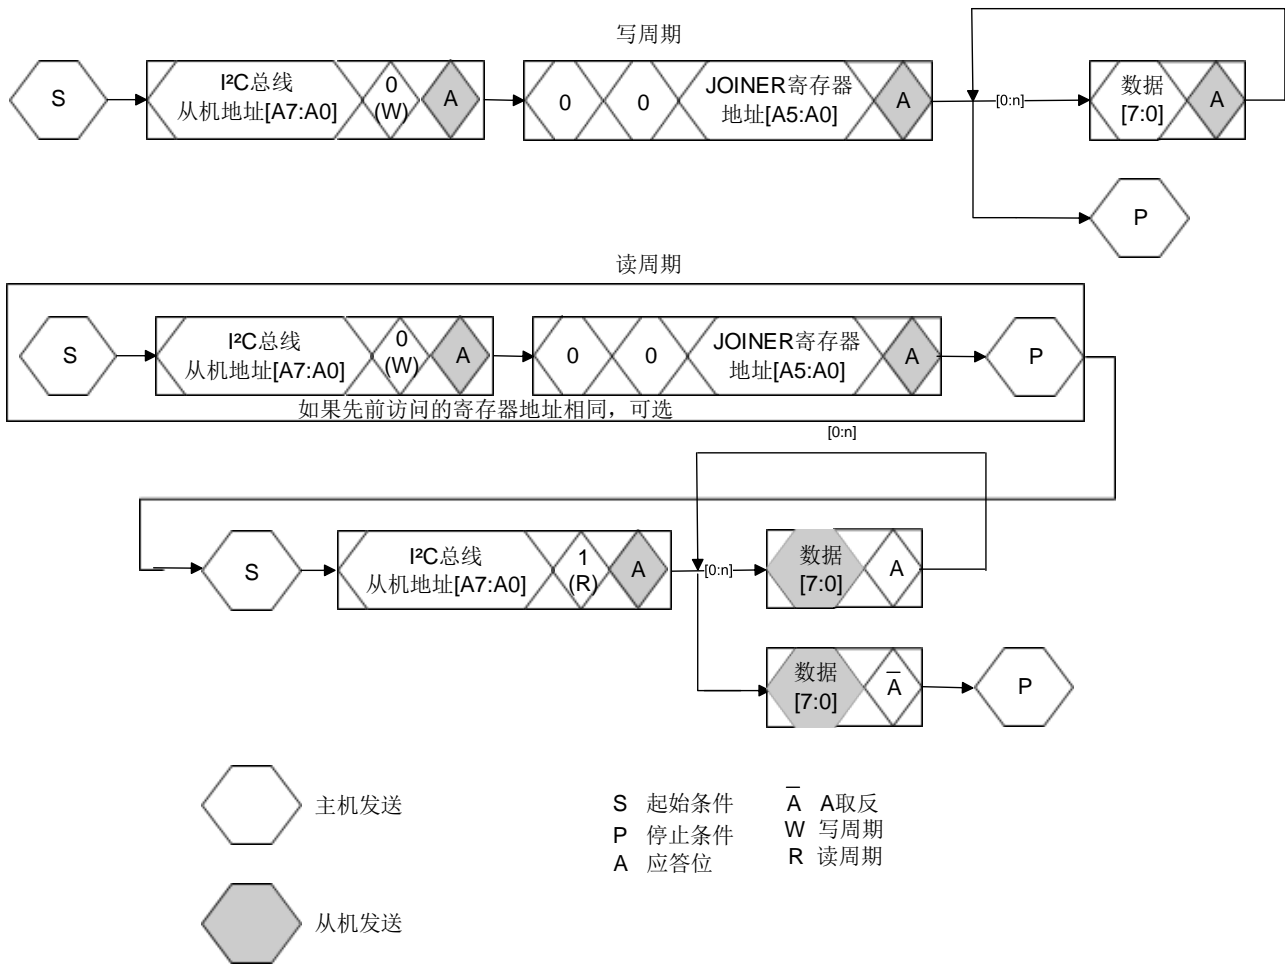 写周期
S
I²C总线
从机地址[A7:A0]
0
(W)
A
0
0
JOINER寄存器
地址[A5:A0]
A
[0:n]
数据
[7:0]
A
P
读周期
S
I²C总线
从机地址[A7:A0]
0
(W)
A
0
0
JOINER寄存器
地址[A5:A0]
A
P
如果先前访问的寄存器地址相同，可选
[0:n]
S
I²C总线
从机地址[A7:A0]
1
(R)
A
[0:n]
数据
[7:0]
A
数据
[7:0]
A̅
P
主机发送
从机发送
S 起始条件
P 停止条件
A 应答位
A̅ A取反
W 写周期
R 读周期